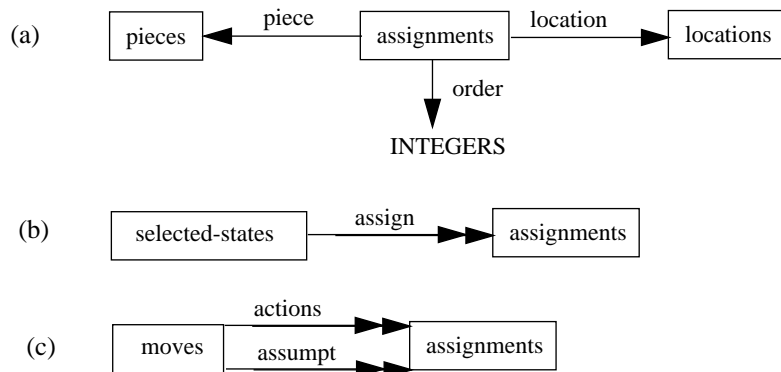 (a) pieces piece assignments location locations
order
INTEGERS
(b) selected-states assign assignments
actions
(c) moves assignments
assumpt